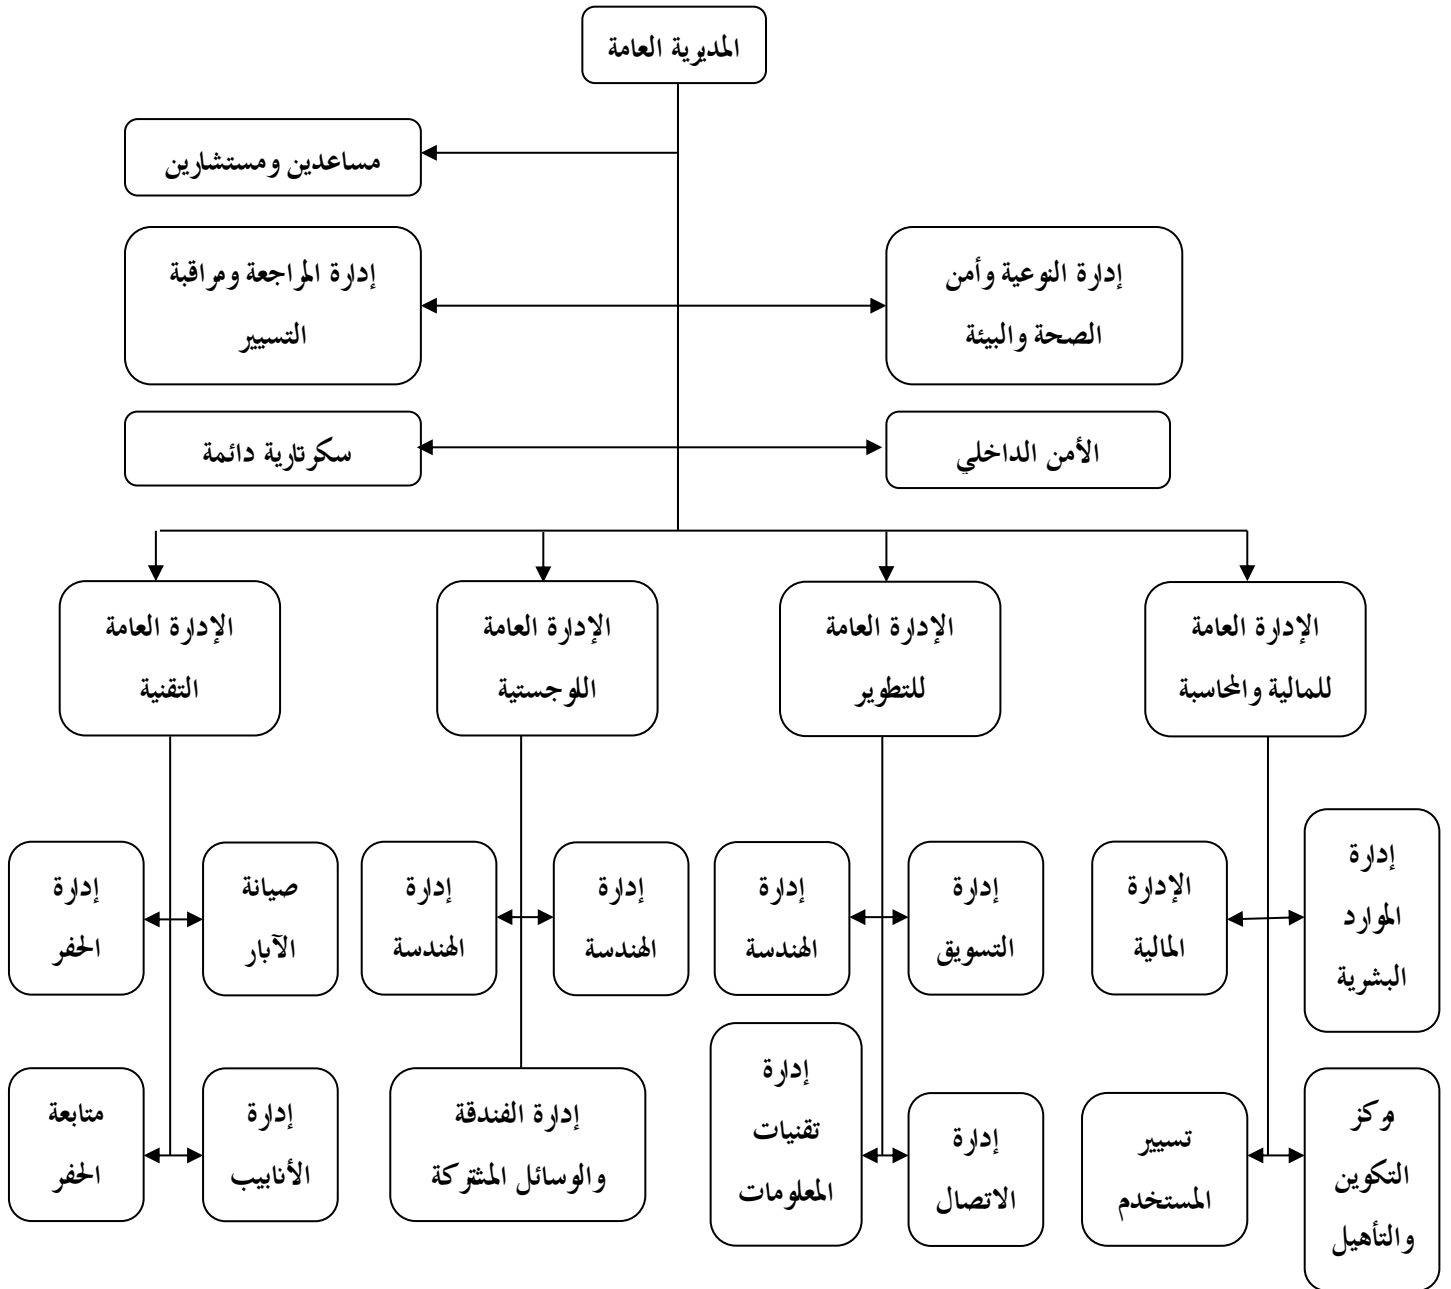 المديرية العامة
مساعدين ومستشارين
إدارة النوعية وأمن
الصحة والبيئة
إدارة المراجعة ومراقبة
التسيير
الأمن الداخلي
سكرتارية دائمة
الإدارة العامة
للمالية والمحاسبة
الإدارة العامة
للتطوير
الإدارة العامة
اللوجستية
الإدارة العامة
التقنية
إدارة
الموارد
البشرية
الإدارة
المالية
إدارة
التسويق
إدارة
الهندسة
إدارة
الهندسة
إدارة
الهندسة
صيانة
الآبار
إدارة
الحفر
مركز
التكوين
والتأهيل
تسيير
المستخدم
إدارة
الاتصال
إدارة
تقنيات
المعلومات
إدارة الفندقة
والوسائل المشتركة
إدارة
الأنابيب
متابعة
الحفر